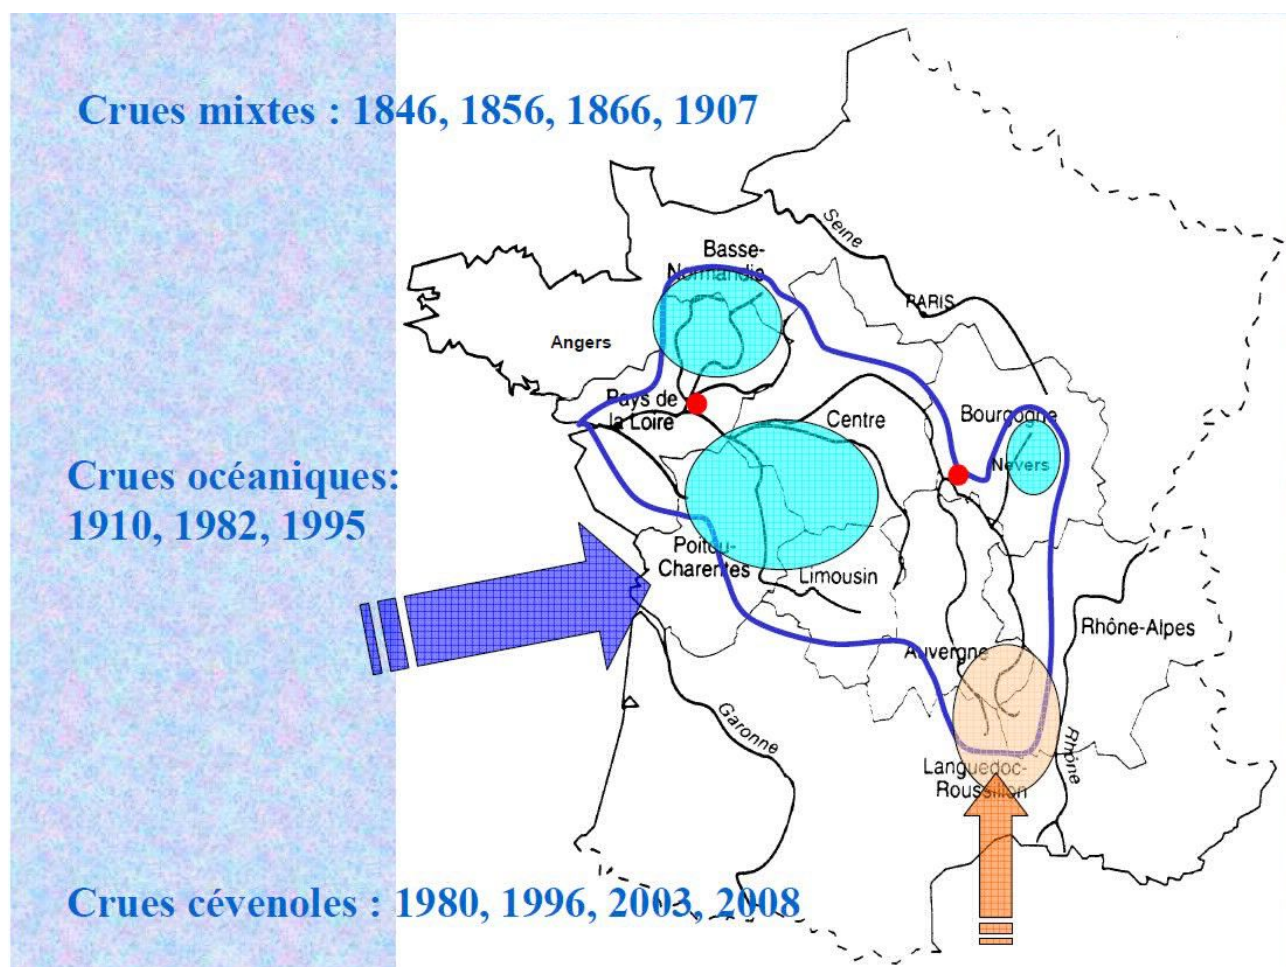 Crues mixtes : 1846, 1856, 1866, 1907
Seine
Basse-
Normandie
PARIS
Angers
Pays de
la Loire
Centre
Bourgogne
Nevers
Crues océaniques:
1910, 1982, 1995
Poitou-
Charentes
Limousin
Rhône-Alpes
Auvergne
Garonne
Rhône
Languedoc-
Roussillon
Crues cévenoles : 1980, 1996, 2003, 2008